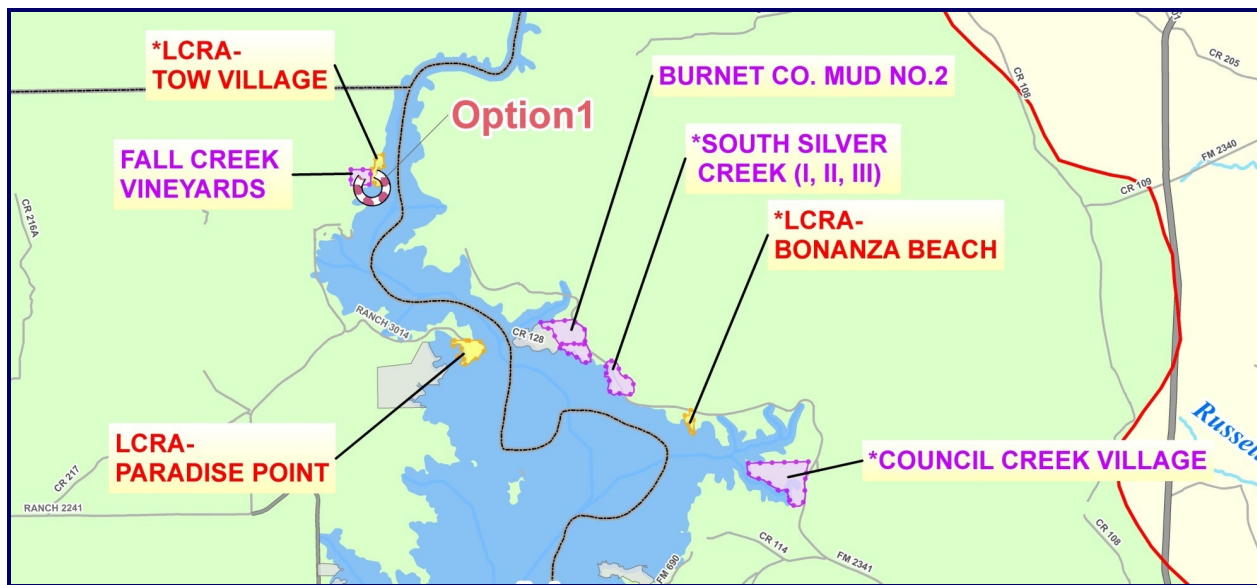 *LCRA-
TOW VILLAGE
BURNET CO. MUD NO.2
Option1
*SOUTH SILVER
CREEK (I, II, III)
FALL CREEK
VINEYARDS
*LCRA-
BONANZA BEACH
LCRA-
PARADISE POINT
*COUNCIL CREEK VILLAGE
CR 108
CR 205
FM 2340
CR 109
CR 216A
RANCH 3014
CR 128
CR 217
RANCH 2241
CR 114
FM 690
FM 2341
CR 108